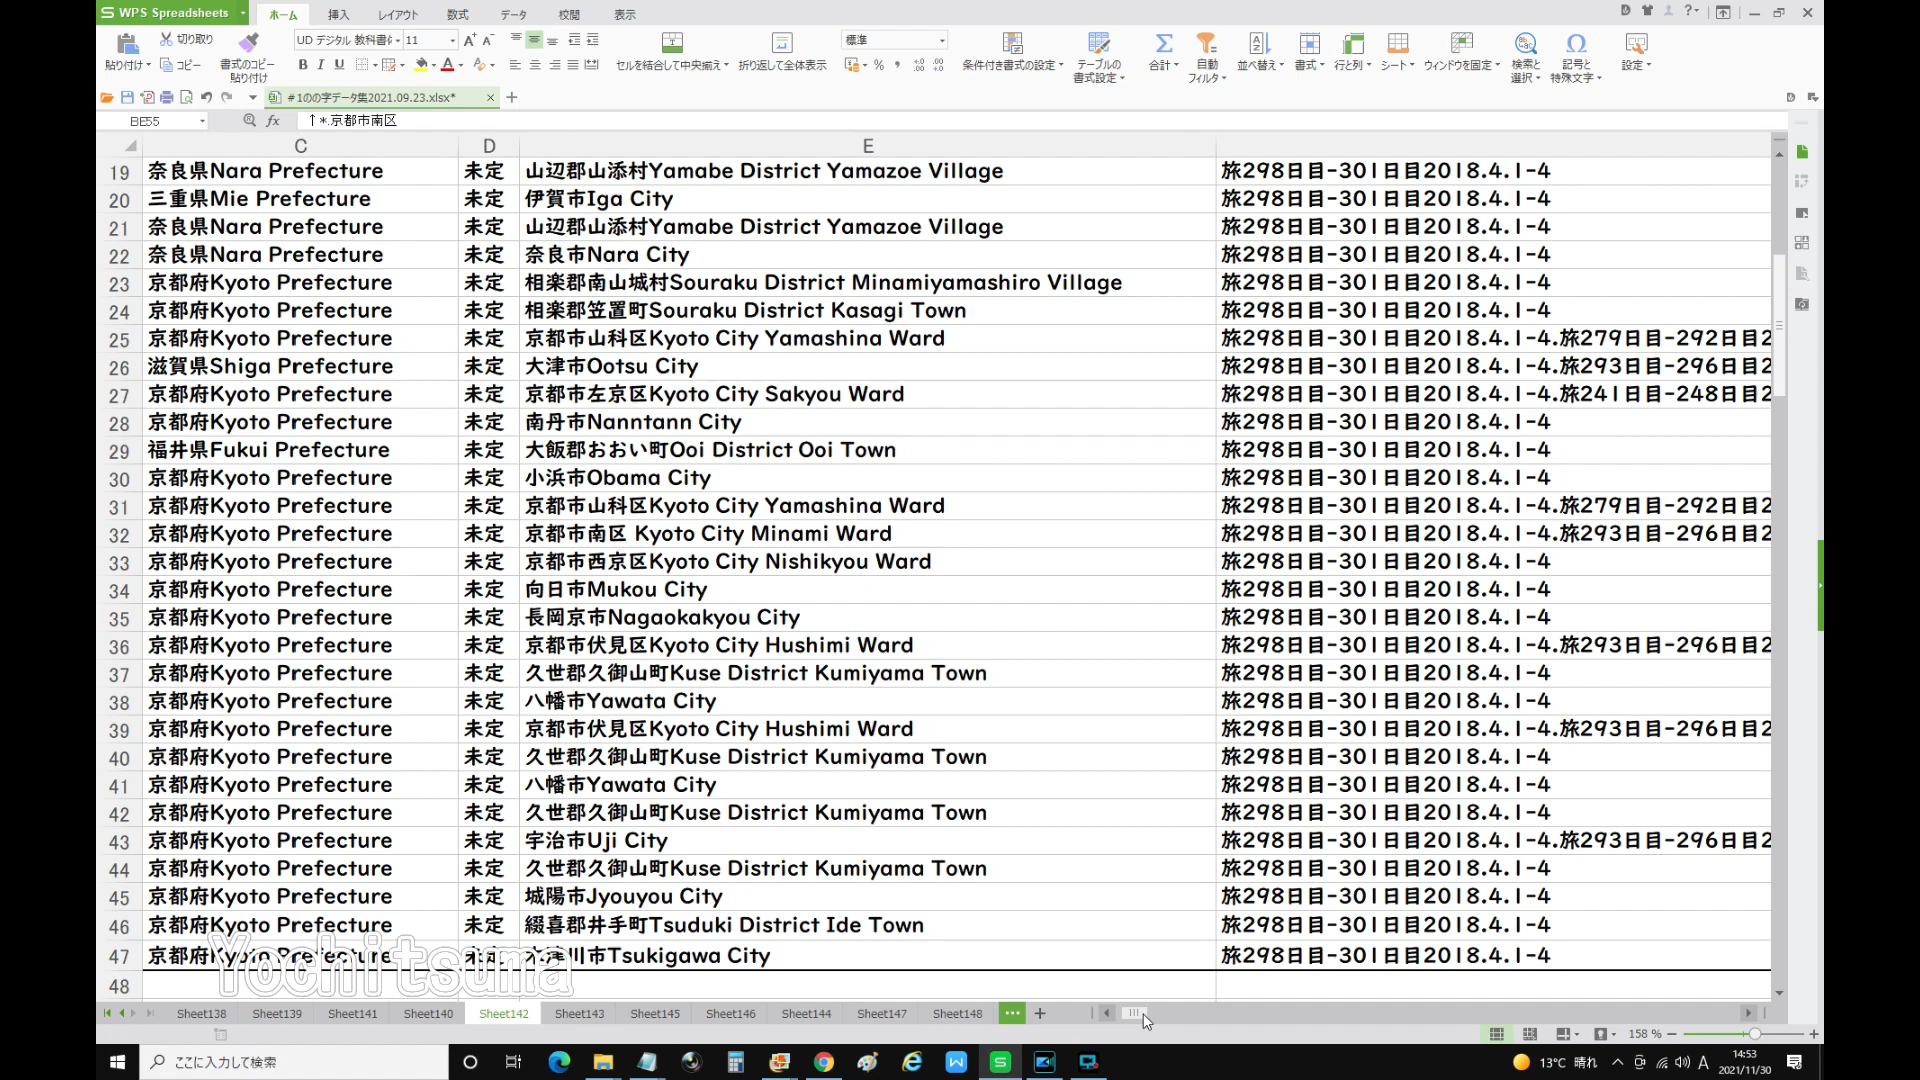 WPS Spreadsheets ホーム 挿入 レイアウト 数式 データ 校閲 表示
切り取り UD デジタル 教科書 11 標準
貼り付け コピー 書式のコピー 貼り付け B I U セルを結合して中央揃え 折り返して全体表示 条件付き書式の設定 テーブルの書式設定 合計 自動フィルタ 並べ替え 書式 行と列 シート ウィンドウを固定 検索と選択 記号と特殊文字 設定
#1のの字データ集2021.09.23.xlsx*
BE55 fx ↑*.京都市南区
C D E
19 奈良県Nara Prefecture 未定 山辺郡山添村Yamabe District Yamazoe Village 旅298日目-301日目2018.4.1-4
20 三重県Mie Prefecture 未定 伊賀市Iga City 旅298日目-301日目2018.4.1-4
21 奈良県Nara Prefecture 未定 山辺郡山添村Yamabe District Yamazoe Village 旅298日目-301日目2018.4.1-4
22 奈良県Nara Prefecture 未定 奈良市Nara City 旅298日目-301日目2018.4.1-4
23 京都府Kyoto Prefecture 未定 相楽郡南山城村Souraku District Minamiyamashiro Village 旅298日目-301日目2018.4.1-4
24 京都府Kyoto Prefecture 未定 相楽郡笠置町Souraku District Kasagi Town 旅298日目-301日目2018.4.1-4
25 京都府Kyoto Prefecture 未定 京都市山科区Kyoto City Yamashina Ward 旅298日目-301日目2018.4.1-4.旅279日目-292日目2
26 滋賀県Shiga Prefecture 未定 大津市Ootsu City 旅298日目-301日目2018.4.1-4.旅293日目-296日目2
27 京都府Kyoto Prefecture 未定 京都市左京区Kyoto City Sakyou Ward 旅298日目-301日目2018.4.1-4.旅241日目-248日目2
28 京都府Kyoto Prefecture 未定 南丹市Nanntann City 旅298日目-301日目2018.4.1-4
29 福井県Fukui Prefecture 未定 大飯郡おおい町Ooi District Ooi Town 旅298日目-301日目2018.4.1-4
30 京都府Kyoto Prefecture 未定 小浜市Obama City 旅298日目-301日目2018.4.1-4
31 京都府Kyoto Prefecture 未定 京都市山科区Kyoto City Yamashina Ward 旅298日目-301日目2018.4.1-4.旅279日目-292日目2
32 京都府Kyoto Prefecture 未定 京都市南区 Kyoto City Minami Ward 旅298日目-301日目2018.4.1-4.旅293日目-296日目2
33 京都府Kyoto Prefecture 未定 京都市西京区Kyoto City Nishikyou Ward 旅298日目-301日目2018.4.1-4
34 京都府Kyoto Prefecture 未定 向日市Mukou City 旅298日目-301日目2018.4.1-4
35 京都府Kyoto Prefecture 未定 長岡京市Nagaokakyou City 旅298日目-301日目2018.4.1-4
36 京都府Kyoto Prefecture 未定 京都市伏見区Kyoto City Hushimi Ward 旅298日目-301日目2018.4.1-4.旅293日目-296日目2
37 京都府Kyoto Prefecture 未定 久世郡久御山町Kuse District Kumiyama Town 旅298日目-301日目2018.4.1-4
38 京都府Kyoto Prefecture 未定 八幡市Yawata City 旅298日目-301日目2018.4.1-4
39 京都府Kyoto Prefecture 未定 京都市伏見区Kyoto City Hushimi Ward 旅298日目-301日目2018.4.1-4.旅293日目-296日目2
40 京都府Kyoto Prefecture 未定 久世郡久御山町Kuse District Kumiyama Town 旅298日目-301日目2018.4.1-4
41 京都府Kyoto Prefecture 未定 八幡市Yawata City 旅298日目-301日目2018.4.1-4
42 京都府Kyoto Prefecture 未定 久世郡久御山町Kuse District Kumiyama Town 旅298日目-301日目2018.4.1-4
43 京都府Kyoto Prefecture 未定 宇治市Uji City 旅298日目-301日目2018.4.1-4.旅293日目-296日目2
44 京都府Kyoto Prefecture 未定 久世郡久御山町Kuse District Kumiyama Town 旅298日目-301日目2018.4.1-4
45 京都府Kyoto Prefecture 未定 城陽市Jyouyou City 旅298日目-301日目2018.4.1-4
46 京都府Kyoto Prefecture 未定 綴喜郡井手町Tsuduki District Ide Town 旅298日目-301日目2018.4.1-4
47 京都府Kyoto Prefecture 未定 木津川市Tsukigawa City 旅298日目-301日目2018.4.1-4
Yochiitsuma
48
Sheet138 Sheet139 Sheet141 Sheet140 Sheet142 Sheet143 Sheet145 Sheet146 Sheet144 Sheet147 Sheet148
158 %
ここに入力して検索 13°C 晴れ A 14:53
2021/11/30